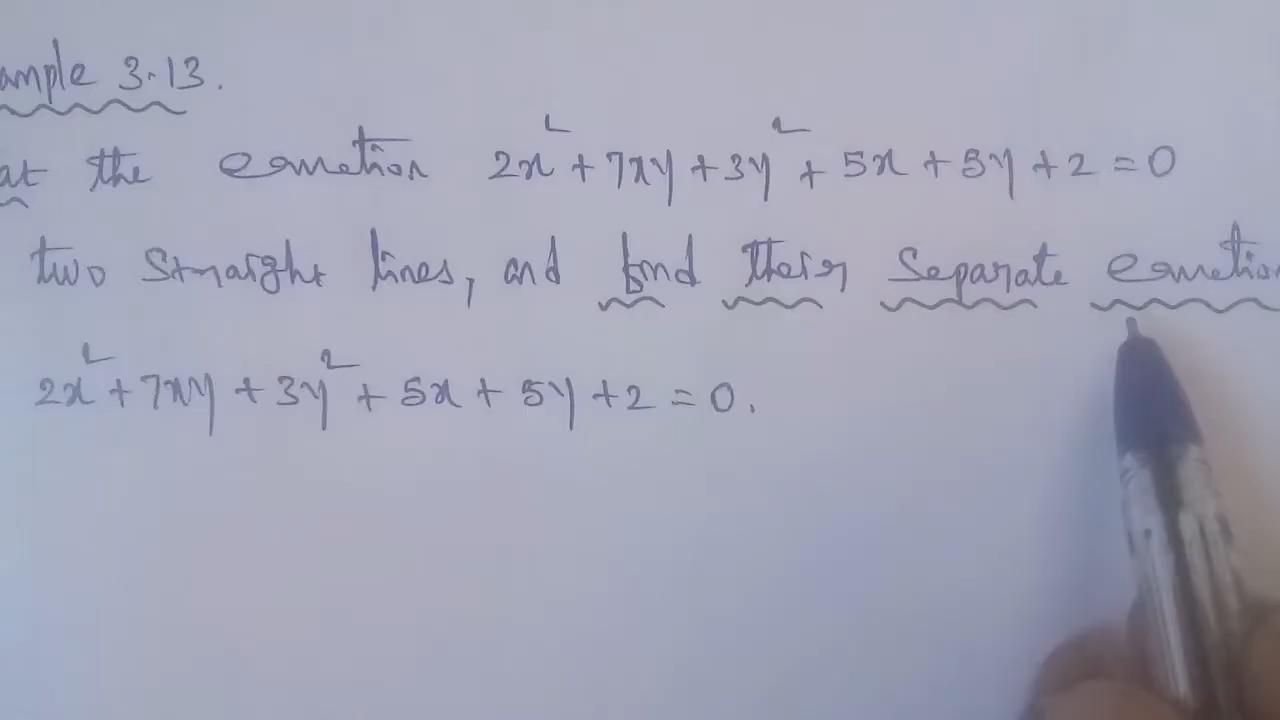 ample 3.13.
at the equation 2x² + 7xy + 3y² + 5x + 5y + 2 = 0
two straight lines, and find their separate equation
2x² + 7xy + 3y² + 5x + 5y + 2 = 0.